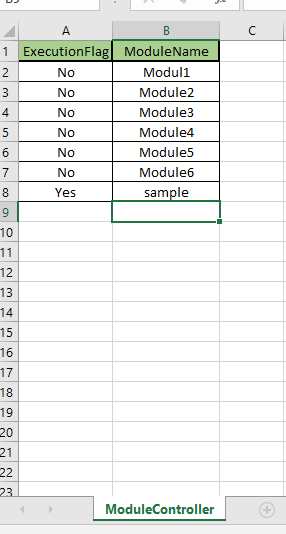 A B C
1 ExecutionFlag ModuleName
2 No Modul1
3 No Module2
4 No Module3
5 No Module4
6 No Module5
7 No Module6
8 Yes sample
9
10
11
12
13
14
15
16
17
18
19
20
21
22
23
ModuleController